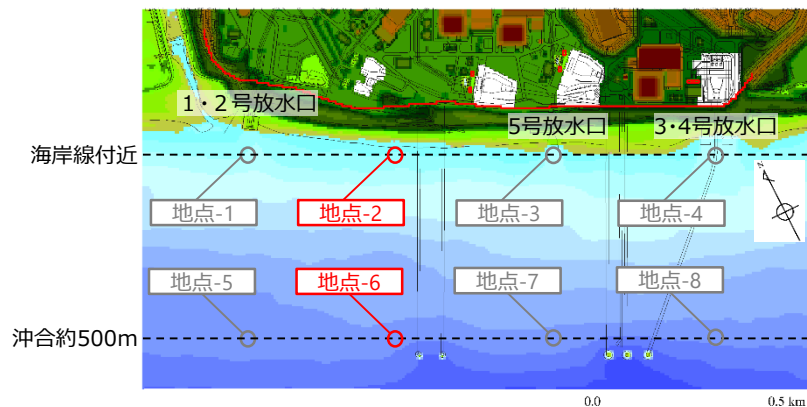 1・2号放水口
5号放水口
3・4号放水口
海岸線付近
地点-1
地点-2
地点-3
地点-4
N
地点-5
地点-6
地点-7
地点-8
沖合約500m
0.0
0.5 km